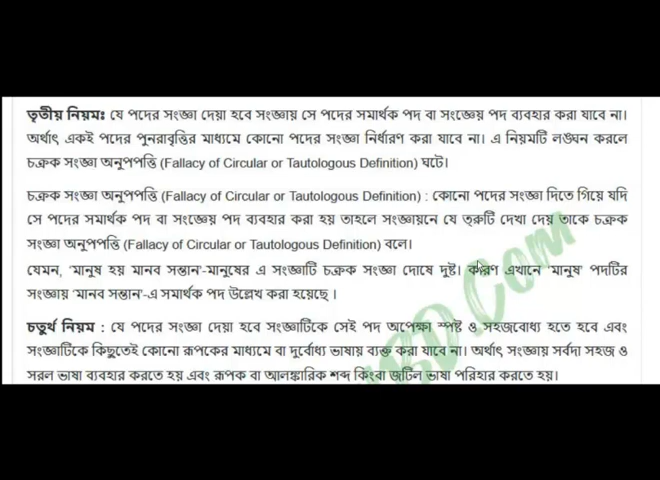 তৃতীয় নিয়মঃ যে পদের সংজ্ঞা দেয়া হবে সংজ্ঞায় সে পদের সমার্থক পদ বা সংজ্ঞেয় পদ ব্যবহার করা যাবে না।
অর্থাৎ একই পদের পুনরাবৃত্তির মাধ্যমে কোনো পদের সংজ্ঞা নির্ধারণ করা যাবে না। এ নিয়মটি লঙ্ঘন করলে
চক্রক সংজ্ঞা অনুপপত্তি (Fallacy of Circular or Tautologous Definition) ঘটে।
চক্রক সংজ্ঞা অনুপপত্তি (Fallacy of Circular or Tautologous Definition) : কোনো পদের সংজ্ঞা দিতে গিয়ে যদি
সে পদের সমার্থক পদ বা সংজ্ঞেয় পদ ব্যবহার করা হয় তাহলে সংজ্ঞায়নে যে ত্রুটি দেখা দেয় তাকে চক্রক
সংজ্ঞা অনুপপত্তি (Fallacy of Circular or Tautologous Definition) বলে।
যেমন, ‘মানুষ হয় মানব সন্তান’-মানুষের এ সংজ্ঞাটি চক্রক সংজ্ঞা দোষে দুষ্ট। কারণ এখানে ‘মানুষ’ পদটির
সংজ্ঞায় ‘মানব সন্তান’-এ সমার্থক পদ উল্লেখ করা হয়েছে ।
চতুর্থ নিয়ম : যে পদের সংজ্ঞা দেয়া হবে সংজ্ঞাটিকে সেই পদ অপেক্ষা স্পষ্ট ও সহজবোধ্য হতে হবে এবং
সংজ্ঞাটিকে কিছুতেই কোনো রূপকের মাধ্যমে বা দুর্বোধ্য ভাষায় ব্যক্ত করা যাবে না। অর্থাৎ সংজ্ঞায় সর্বদা সহজ ও
সরল ভাষা ব্যবহার করতে হয় এবং রূপক বা আলঙ্কারিক শব্দ কিংবা জটিল ভাষা পরিহার করতে হয়।
BD.Com